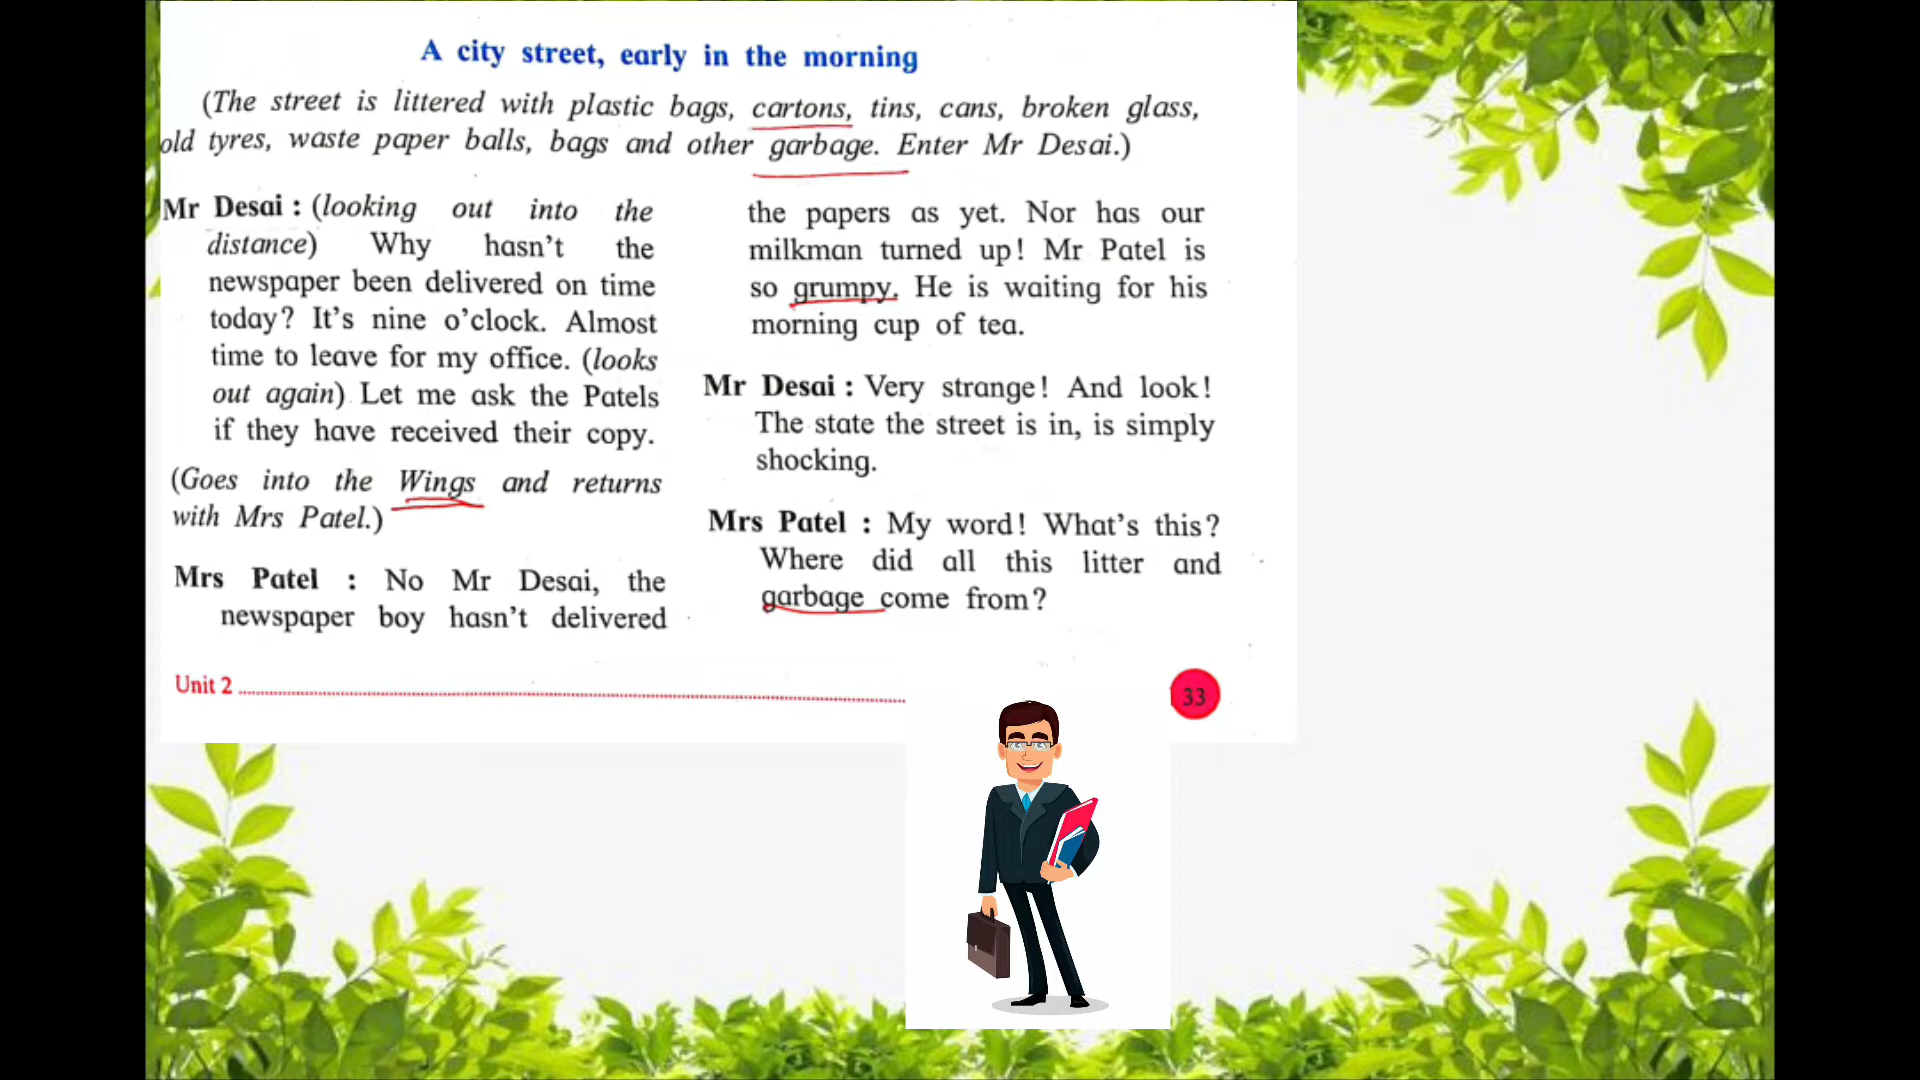 A city street, early in the morning
(The street is littered with plastic bags, cartons, tins, cans, broken glass,
old tyres, waste paper balls, bags and other garbage. Enter Mr Desai.)
Mr Desai : (looking out into the
distance) Why hasn't the
newspaper been delivered on time
today? It's nine o'clock. Almost
time to leave for my office. (looks
out again) Let me ask the Patels
if they have received their copy.
(Goes into the Wings and returns
with Mrs Patel.)
Mrs Patel : No Mr Desai, the
newspaper boy hasn't delivered
the papers as yet. Nor has our
milkman turned up! Mr Patel is
so grumpy. He is waiting for his
morning cup of tea.
Mr Desai : Very strange! And look!
The state the street is in, is simply
shocking.
Mrs Patel : My word! What's this?
Where did all this litter and
garbage come from?
Unit 2
33